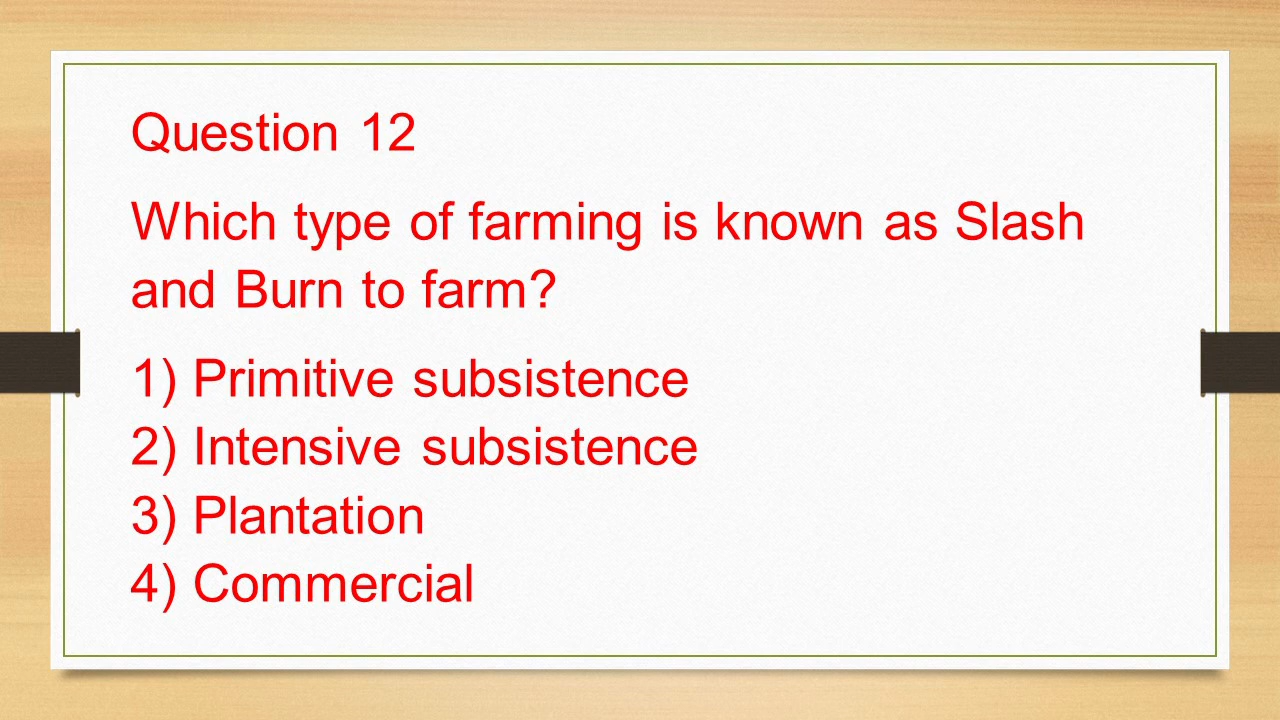 Question 12
Which type of farming is known as Slash
and Burn to farm?
1) Primitive subsistence
2) Intensive subsistence
3) Plantation
4) Commercial